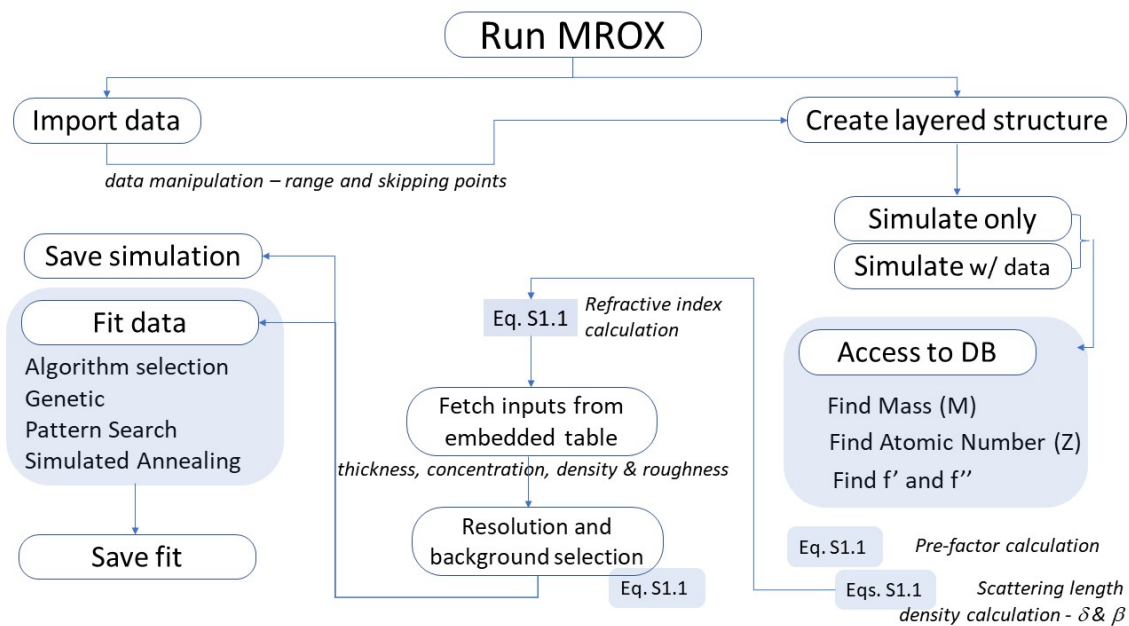 Run MROX
Import data
Create layered structure
data manipulation – range and skipping points
Simulate only
Simulate w/ data
Save simulation
Fit data
Algorithm selection
Genetic
Pattern Search
Simulated Annealing
Save fit
Eq. S1.1
Refractive index
calculation
Fetch inputs from
embedded table
thickness, concentration, density & roughness
Resolution and
background selection
Eq. S1.1
Access to DB
Find Mass (M)
Find Atomic Number (Z)
Find f’ and f’’
Eq. S1.1
Pre-factor calculation
Eqs. S1.1
Scattering length
density calculation - δ & β